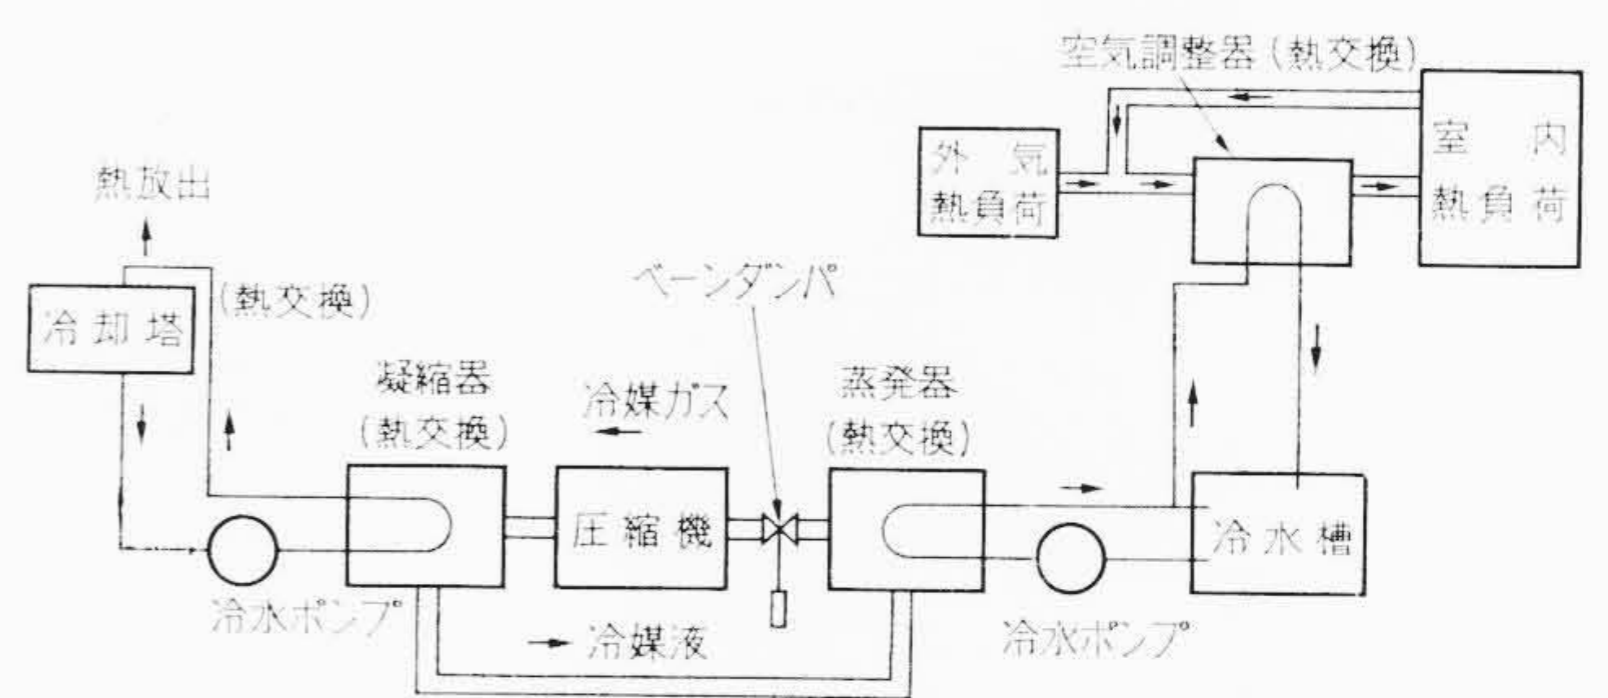 空気調整器(熱交換)
外気
熱負荷
室内
熱負荷
熱放出
冷却塔
(熱交換)
ベーンダンパ
凝縮器
(熱交換)
冷媒ガス
蒸発器
(熱交換)
圧縮機
冷水槽
冷水ポンプ
冷媒液
冷水ポンプ